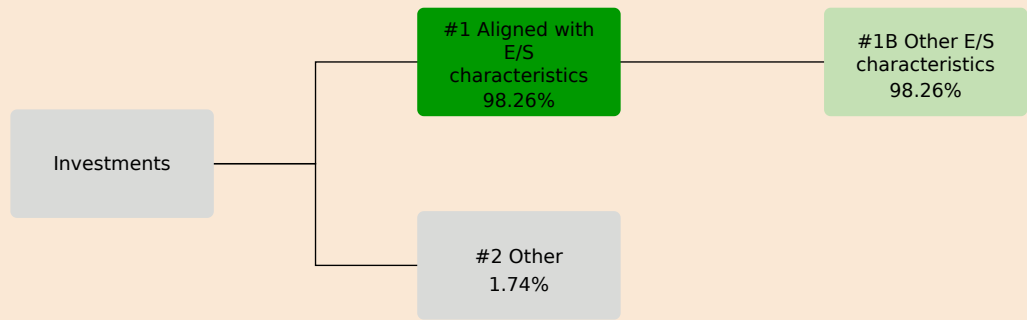 #1 Aligned with
E/S
characteristics
98.26%
#1B Other E/S
characteristics
98.26%
Investments
#2 Other
1.74%